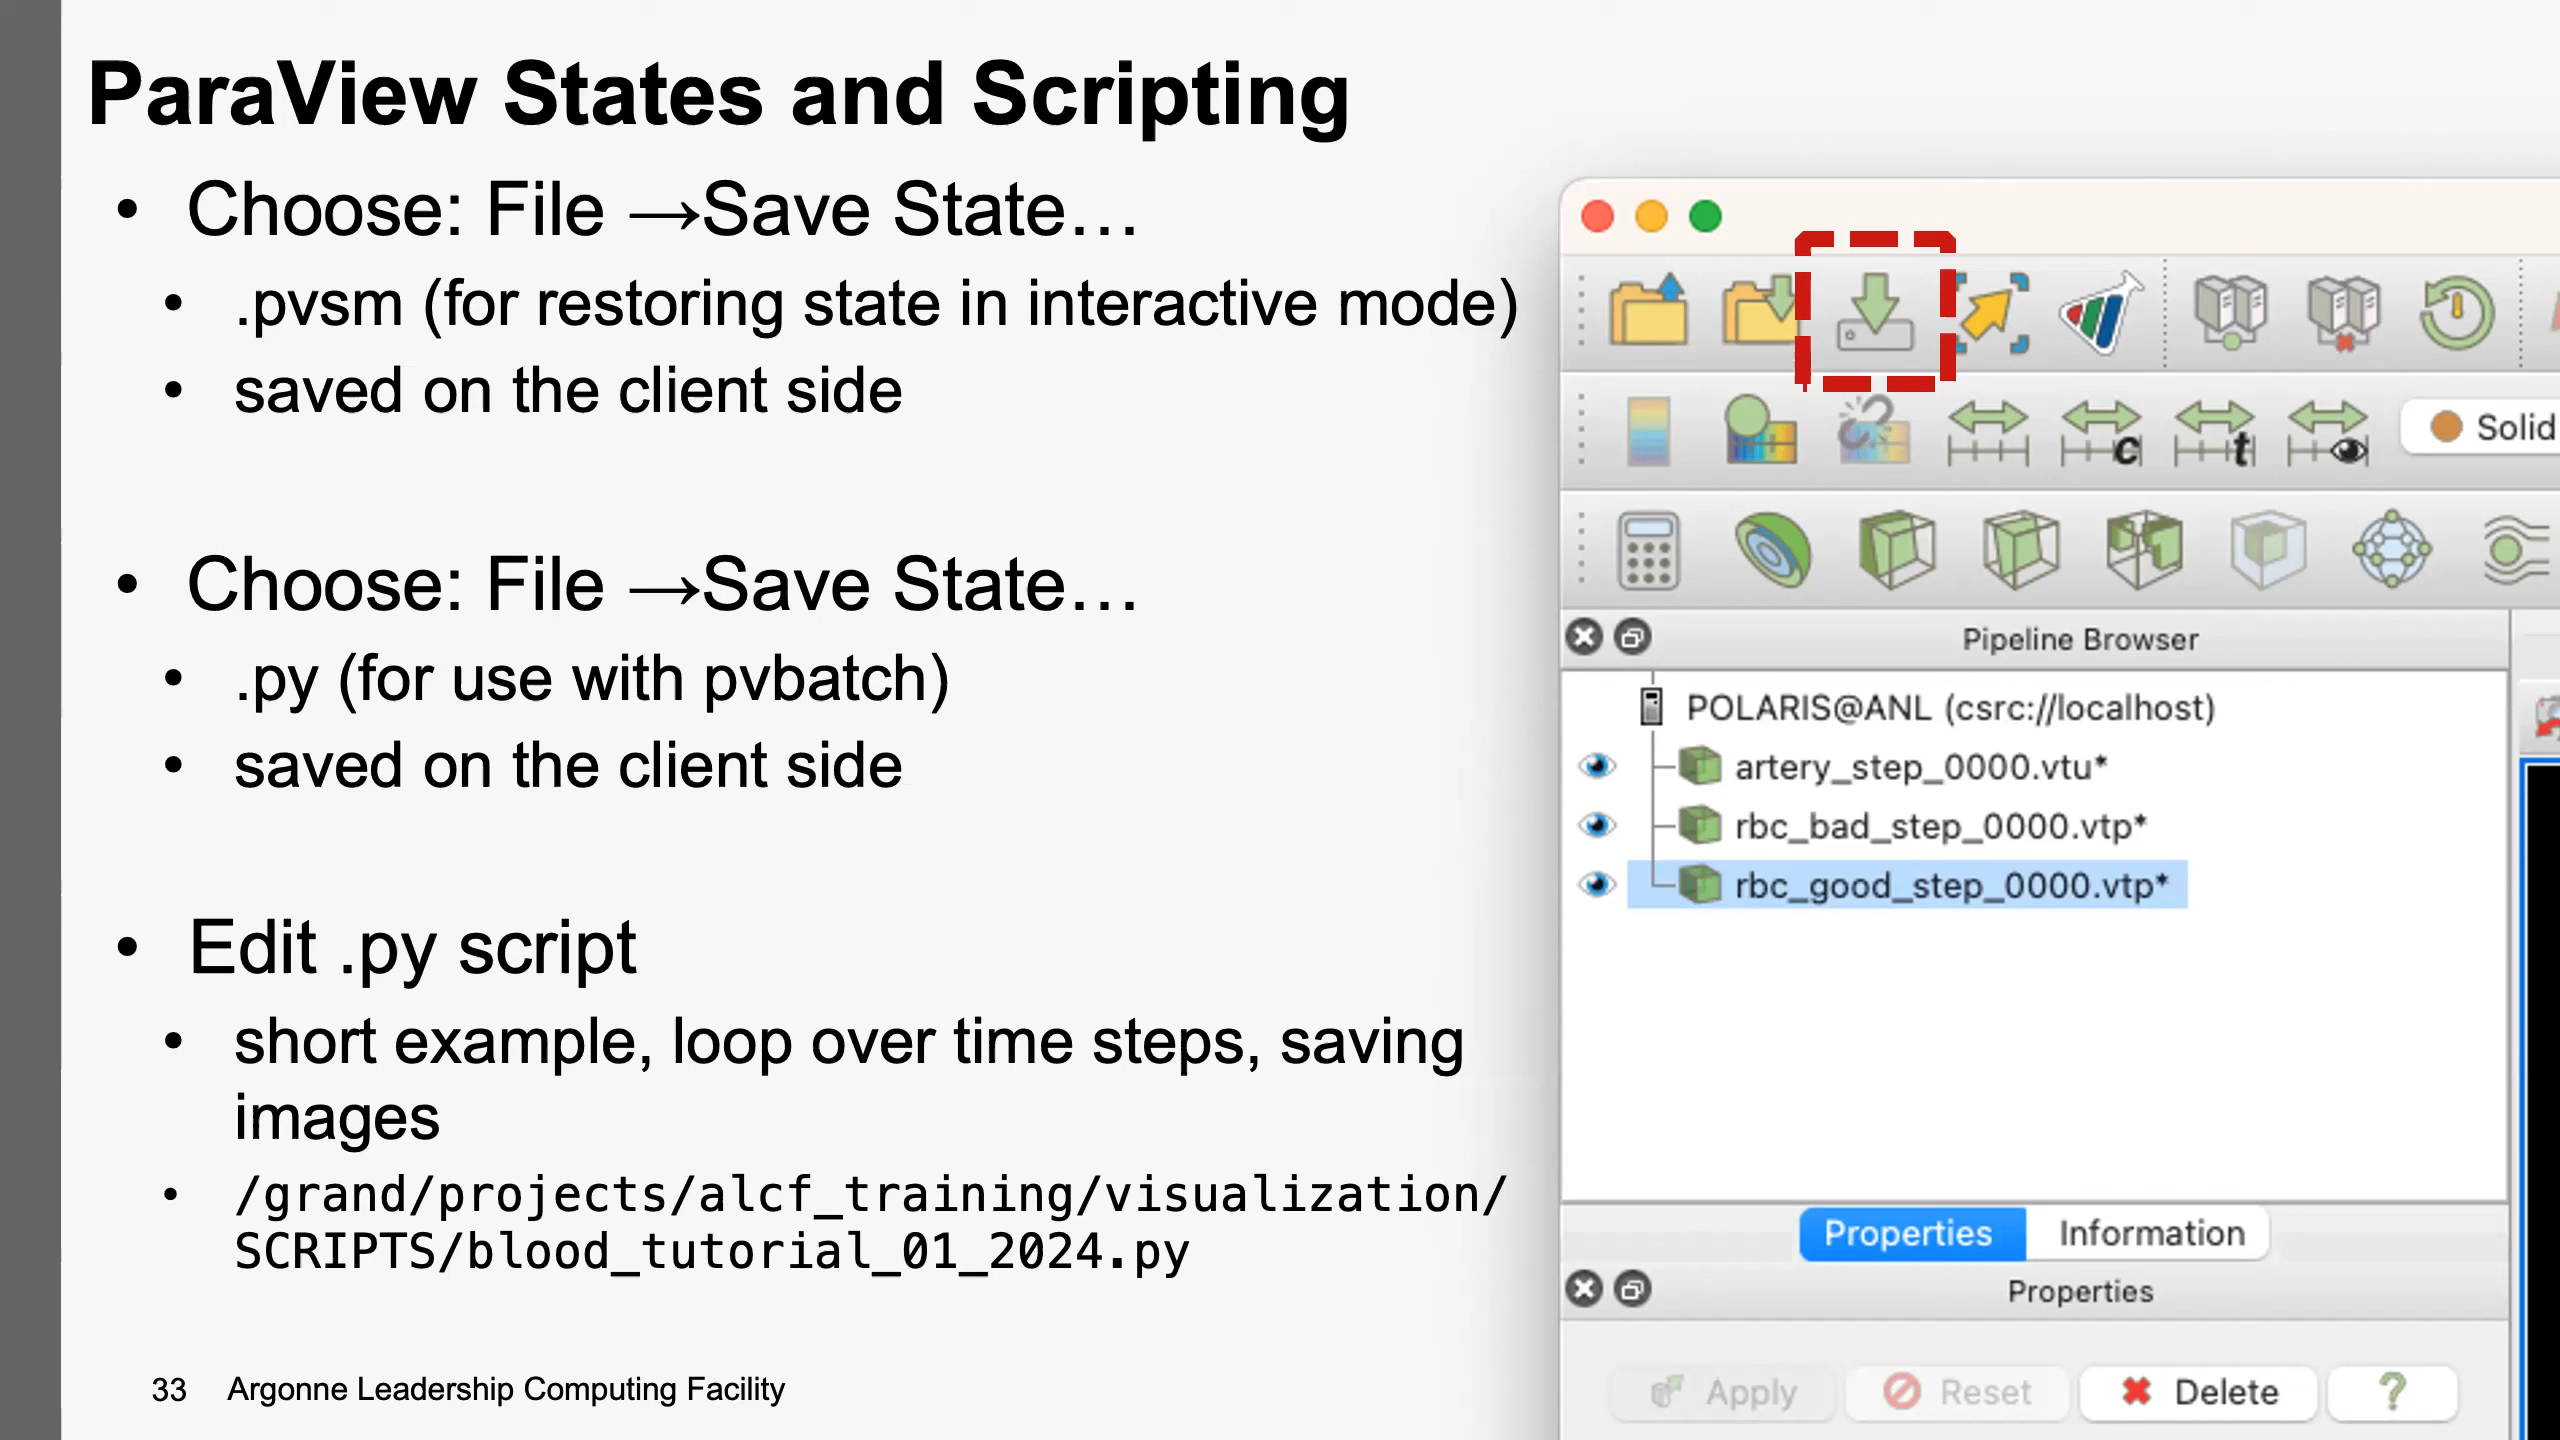 ParaView States and Scripting
• Choose: File →Save State…
• .pvsm (for restoring state in interactive mode)
• saved on the client side
• Choose: File →Save State…
• .py (for use with pvbatch)
• saved on the client side
• Edit .py script
• short example, loop over time steps, saving
images
• /grand/projects/alcf_training/visualization/
SCRIPTS/blood_tutorial_01_2024.py
33 Argonne Leadership Computing Facility
c t
Solid
Pipeline Browser
POLARIS@ANL (csrc://localhost)
artery_step_0000.vtu*
rbc_bad_step_0000.vtp*
rbc_good_step_0000.vtp*
Properties Information
Properties
Apply Reset Delete ?